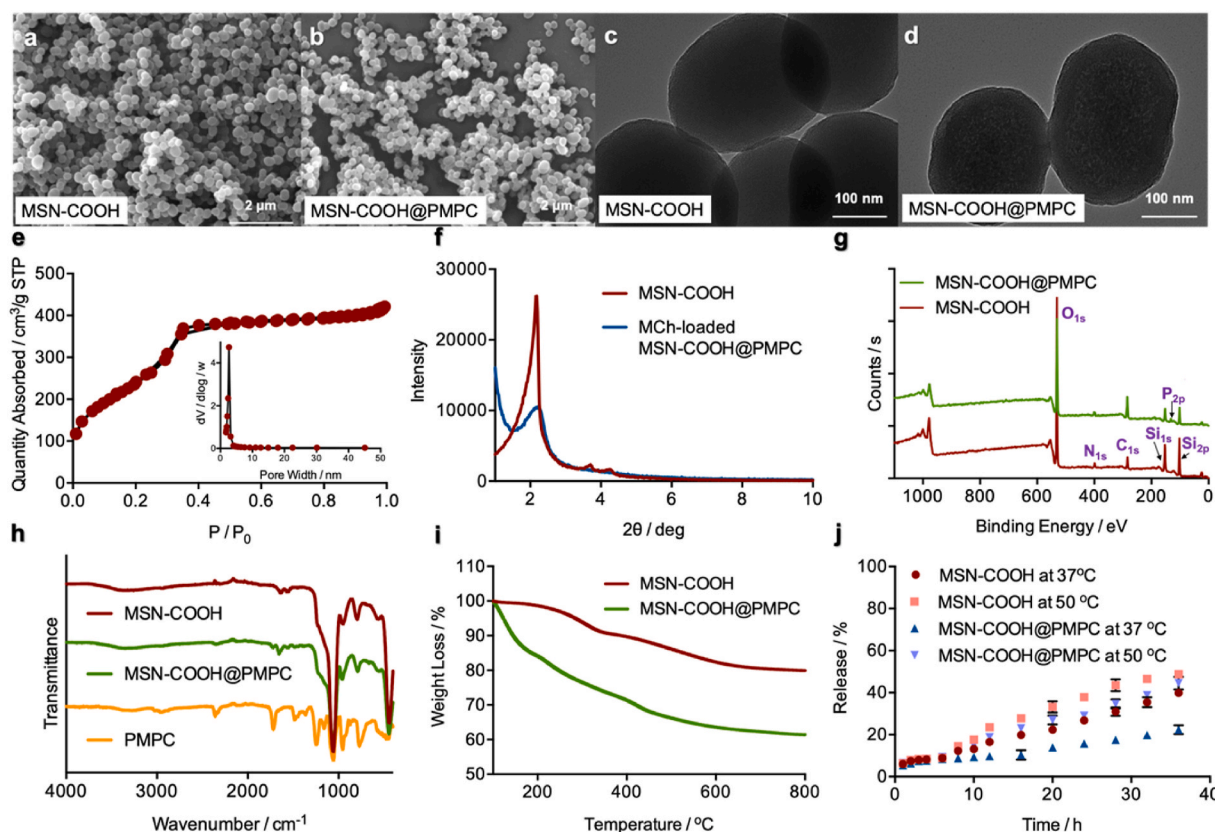 a
b
c
d
MSN-COOH
2 µm
MSN-COOH@PMPC
2 µm
MSN-COOH
100 nm
MSN-COOH@PMPC
100 nm
e
Quantity Absorbed / cm³/g STP
500
400
300
200
100
0
0.0
0.2
0.4
0.6
0.8
1.0
P / P₀
dV / dlog / w
4
2
0
0
10
20
30
40
50
Pore Width / nm
f
Intensity
30000
20000
10000
0
2
4
6
8
10
2θ / deg
MSN-COOH
MCh-loaded
MSN-COOH@PMPC
g
Counts / s
MSN-COOH@PMPC
MSN-COOH
O₁ₛ
P₂ₚ
N₁ₛ
C₁ₛ
Si₁ₛ
Si₂ₚ
1000
800
600
400
200
0
Binding Energy / eV
h
Transmittance
MSN-COOH
MSN-COOH@PMPC
PMPC
4000
3000
2000
1000
Wavenumber / cm⁻¹
i
Weight Loss / %
110
100
90
80
70
60
50
200
400
600
800
Temperature / ºC
MSN-COOH
MSN-COOH@PMPC
j
Release / %
100
80
60
40
20
0
0
10
20
30
40
Time / h
MSN-COOH at 37ºC
MSN-COOH at 50 ºC
MSN-COOH@PMPC at 37 ºC
MSN-COOH@PMPC at 50 ºC